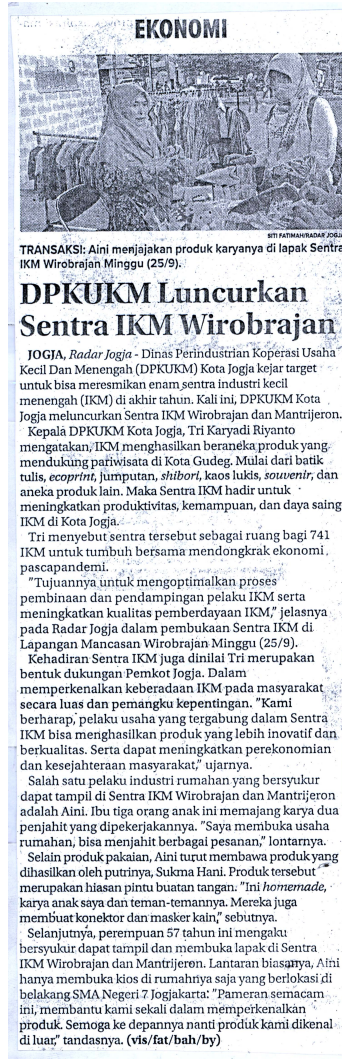 EKONOMI
SITI FATIMAH/RADAR JOGJA
TRANSAKSI: Aini menjajakan produk karyanya di lapak Sentra
IKM Wirobrajan Minggu (25/9).
DPKUKM Luncurkan
Sentra IKM Wirobrajan
JOGJA, Radar Jogja - Dinas Perindustrian Koperasi Usaha
Kecil Dan Menengah (DPKUKM) Kota Jogja kejar target
untuk bisa meresmikan enam sentra industri kecil
menengah (IKM) di akhir tahun. Kali ini, DPKUKM Kota
Jogja meluncurkan Sentra IKM Wirobrajan dan Mantrijeron.
Kepala DPKUKM Kota Jogja, Tri Karyadi Riyanto
mengatakan, IKM menghasilkan beraneka produk yang
mendukung pariwisata di Kota Gudeg. Mulai dari batik
tulis, ecoprint, jumputan, shibori, kaos lukis, souvenir, dan
aneka produk lain. Maka Sentra IKM hadir untuk
meningkatkan produktivitas, kemampuan, dan daya saing
IKM di Kota Jogja.
Tri menyebut sentra tersebut sebagai ruang bagi 741
IKM untuk tumbuh bersama mendongkrak ekonomi
pascapandemi.
"Tujuannya untuk mengoptimalkan proses
pembinaan dan pendampingan pelaku IKM serta
meningkatkan kualitas pemberdayaan IKM," jelasnya
pada Radar Jogja dalam pembukaan Sentra IKM di
Lapangan Mancasan Wirobrajan Minggu (25/9).
Kehadiran Sentra IKM juga dinilai Tri merupakan
bentuk dukungan Pemkot Jogja. Dalam
memperkenalkan keberadaan IKM pada masyarakat
secara luas dan pemangku kepentingan. "Kami
berharap, pelaku usaha yang tergabung dalam Sentra
IKM bisa menghasilkan produk yang lebih inovatif dan
berkualitas. Serta dapat meningkatkan perekonomian
dan kesejahteraan masyarakat," ujarnya.
Salah satu pelaku industri rumahan yang bersyukur
dapat tampil di Sentra IKM Wirobrajan dan Mantrijeron
adalah Aini. Ibu tiga orang anak ini memajang karya dua
penjahit yang dipekerjakannya. "Saya membuka usaha
rumahan, bisa menjahit berbagai pesanan," lontarnya.
Selain produk pakaian, Aini turut membawa produk yang
dihasilkan oleh putrinya, Sukma Hani. Produk tersebut
merupakan hiasan pintu buatan tangan. "Ini homemade,
karya anak saya dan teman-temannya. Mereka juga
membuat konektor dan masker kain," sebutnya.
Selanjutnya, perempuan 57 tahun ini mengaku
bersyukur dapat tampil dan membuka lapak di Sentra
IKM Wirobrajan dan Mantrijeron. Lantaran biasanya, Aini
hanya membuka kios di rumahnya saja yang berlokasi di
belakang SMA Negeri 7 Jogjakarta: "Pameran semacam
ini, membantu kami sekali dalam memperkenalkan
produk. Semoga ke depannya nanti produk kami dikenal
di luar," tandasnya. (vis/fat/bah/by)